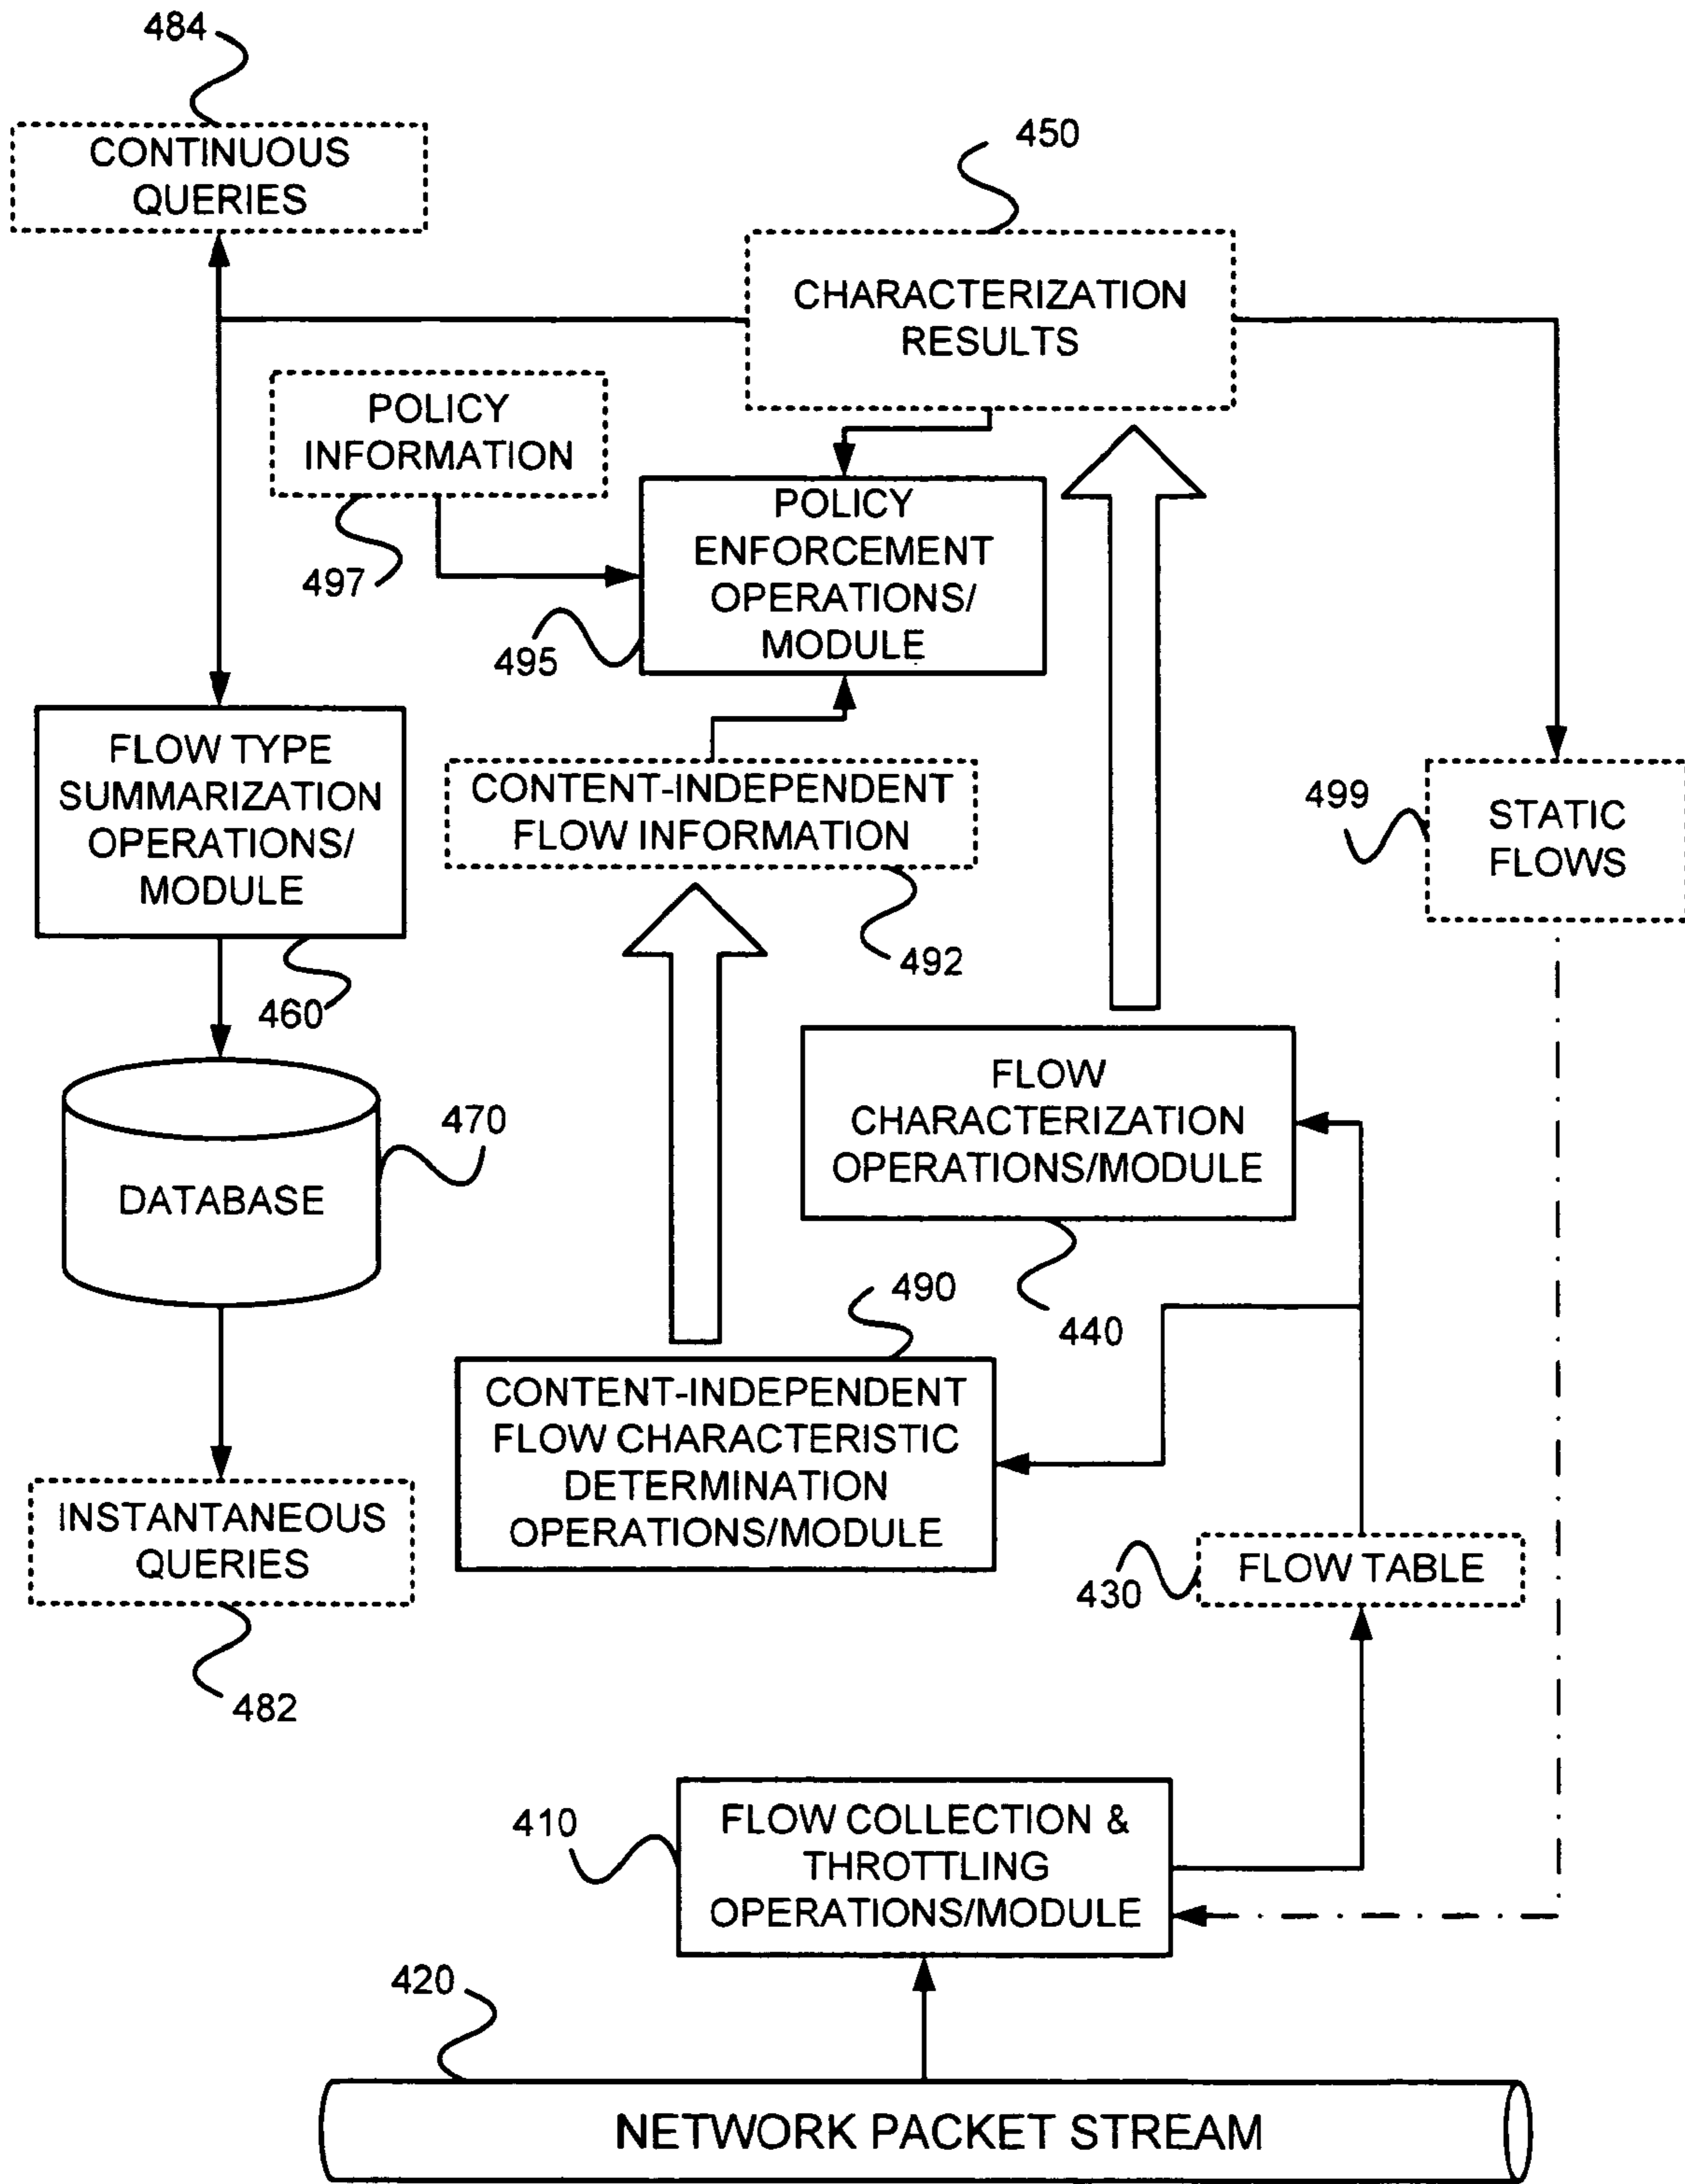 484
CONTINUOUS
QUERIES
450
CHARACTERIZATION
RESULTS
POLICY
INFORMATION
497
POLICY
ENFORCEMENT
OPERATIONS/
MODULE
495
FLOW TYPE
SUMMARIZATION
OPERATIONS/
MODULE
460
CONTENT-INDEPENDENT
FLOW INFORMATION
492
499
STATIC
FLOWS
FLOW
CHARACTERIZATION
OPERATIONS/MODULE
440
470
DATABASE
490
CONTENT-INDEPENDENT
FLOW CHARACTERISTIC
DETERMINATION
OPERATIONS/MODULE
INSTANTANEOUS
QUERIES
482
430
FLOW TABLE
410
FLOW COLLECTION &
THROTTLING
OPERATIONS/MODULE
420
NETWORK PACKET STREAM